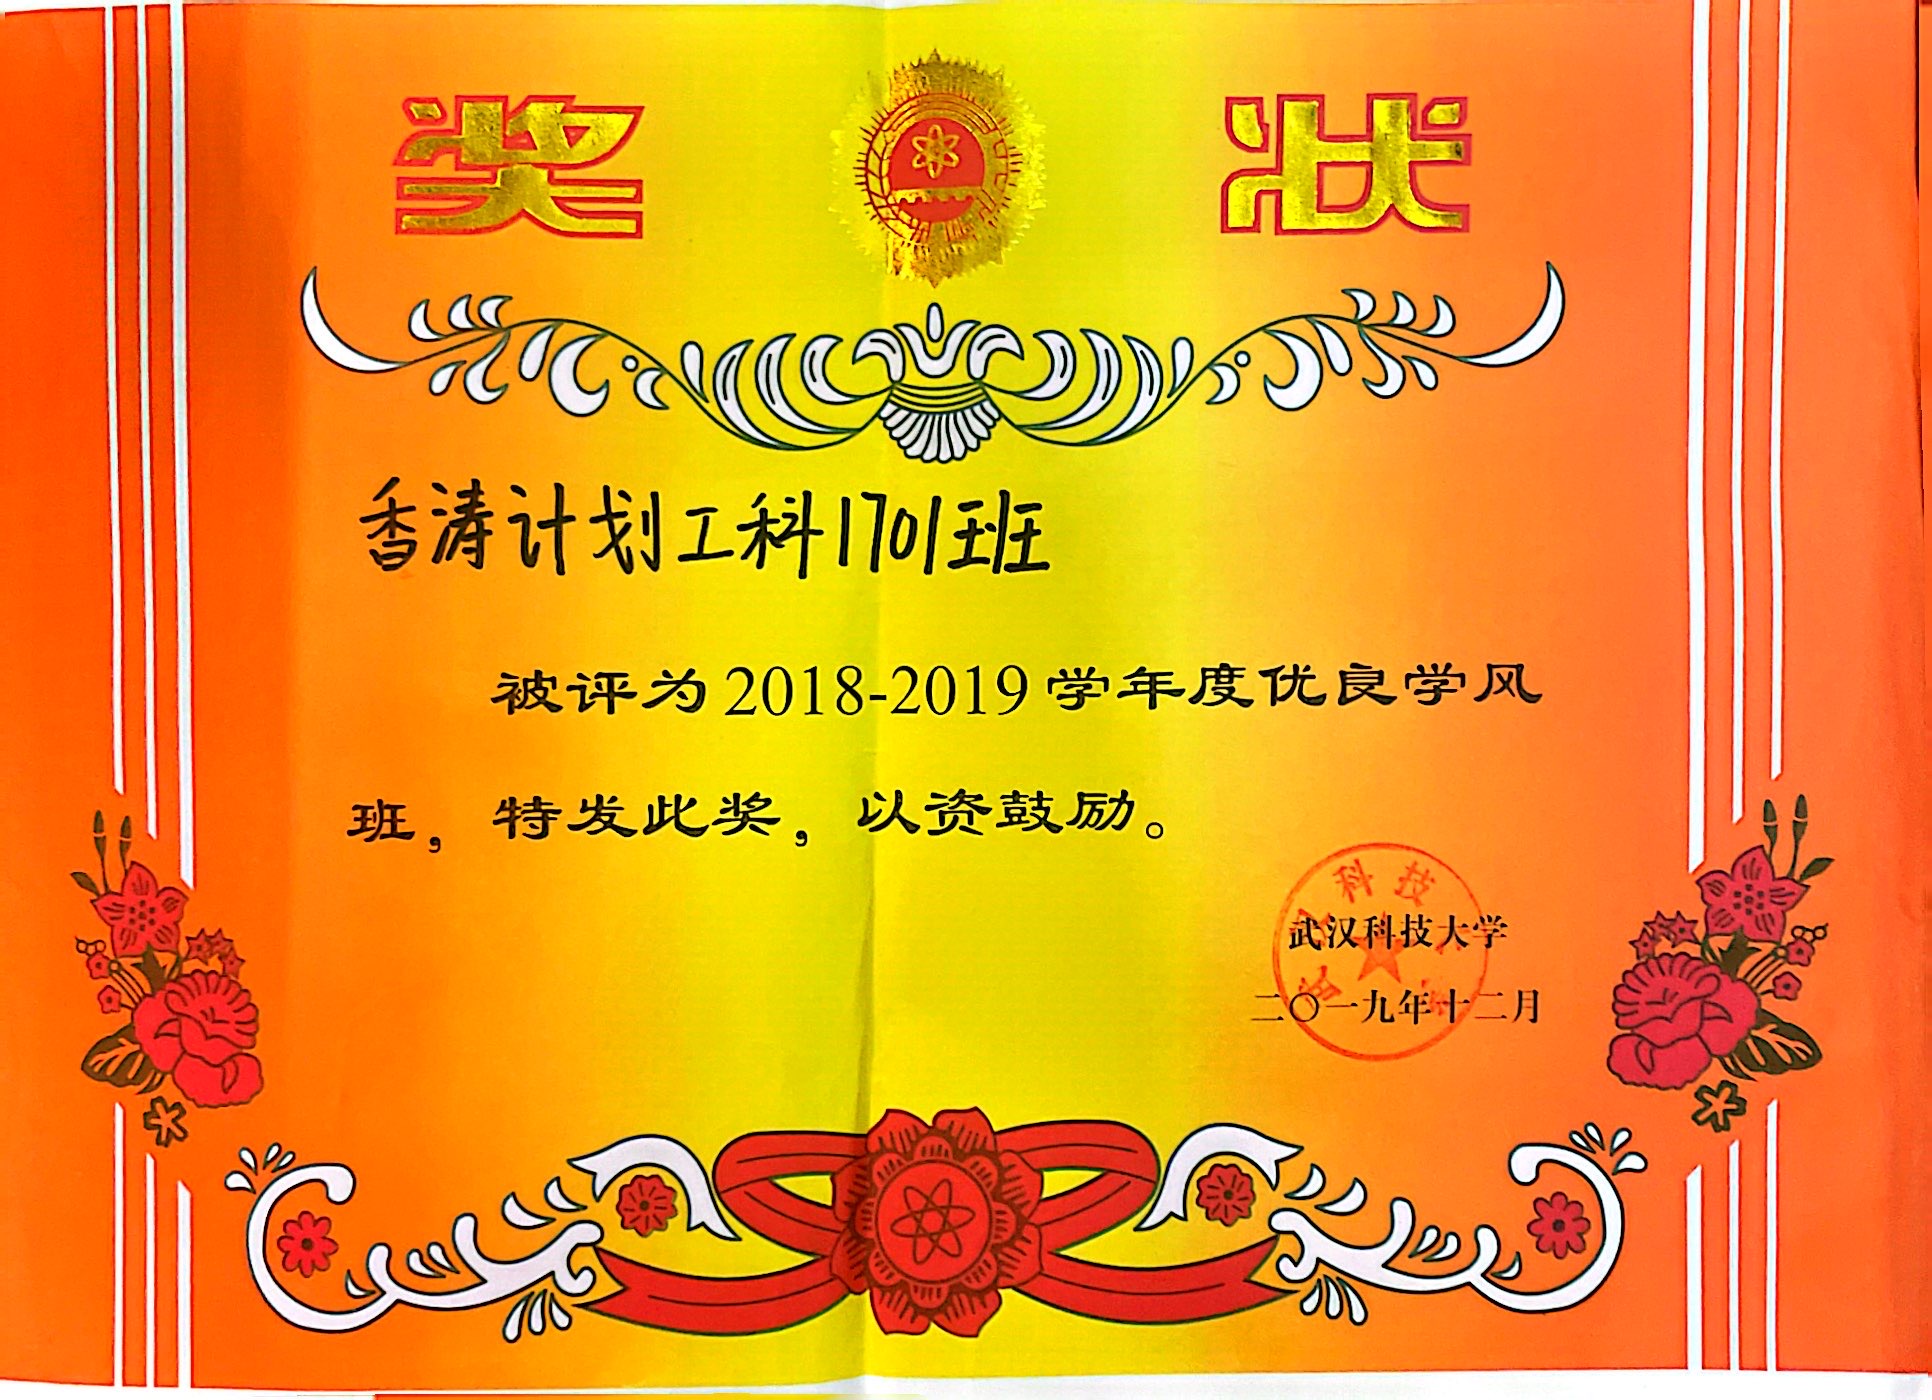 奖状
香涛计划工科1701班
被评为2018-2019学年度优良学风
班，特发此奖，以资鼓励。
科技
武汉科技大学
二〇一九年十二月